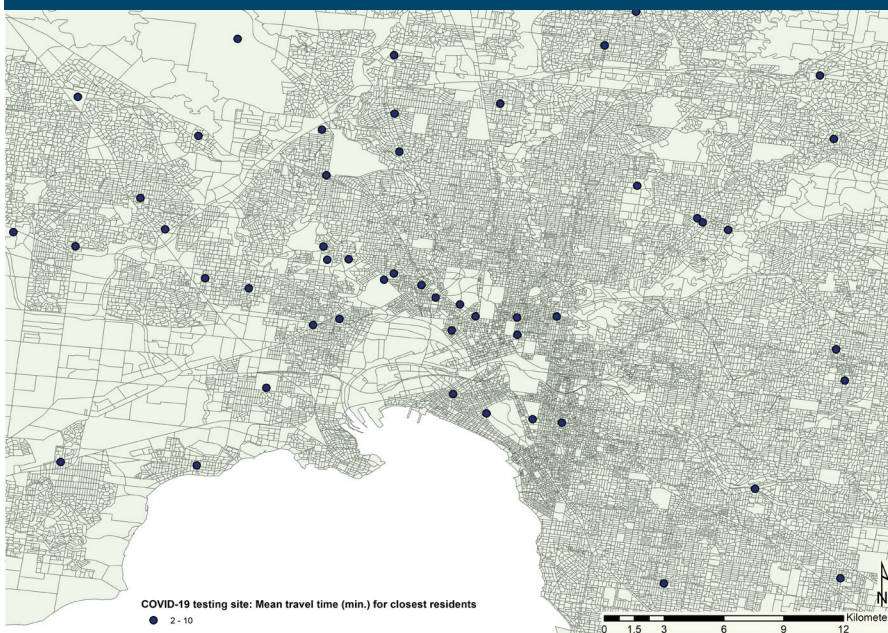 COVID-19 testing site: Mean travel time (min.) for closest residents
2 - 10
N
Kilomete
0 1.5 3 6 9 12